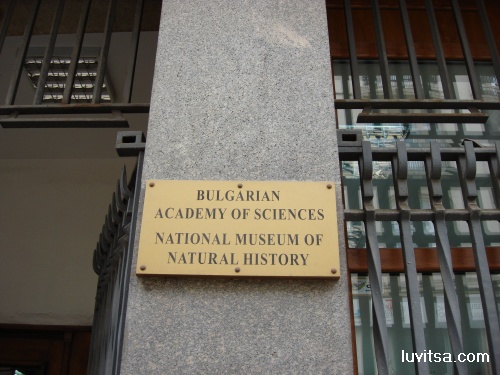 BULGARIAN
ACADEMY OF SCIENCES
NATIONAL MUSEUM OF
NATURAL HISTORY
luvitsa.com